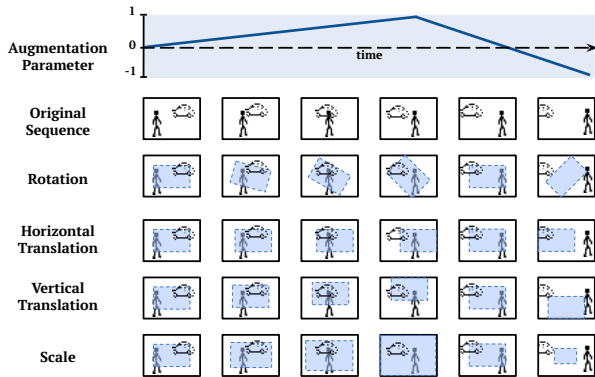 1
Augmentation
Parameter
0
time
-1
Original
Sequence
Rotation
Horizontal
Translation
Vertical
Translation
Scale